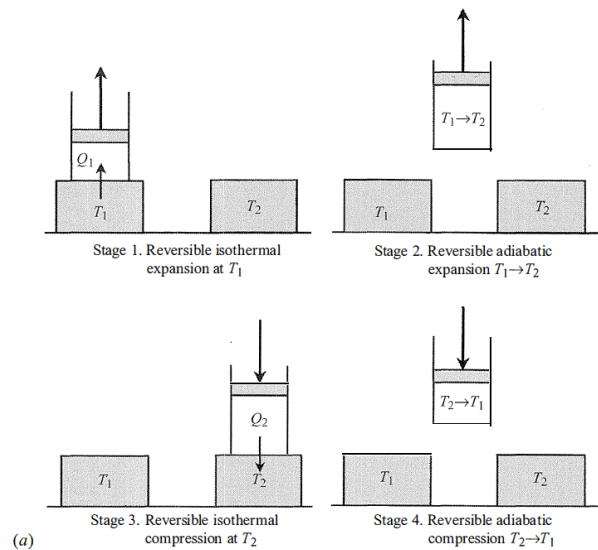 T1→T2
Q1
T1
T2
T1
T2
Stage 1. Reversible isothermal
expansion at T1
Stage 2. Reversible adiabatic
expansion T1→T2
T2→T1
Q2
T1
T2
T1
T2
Stage 3. Reversible isothermal
compression at T2
Stage 4. Reversible adiabatic
compression T2→T1
(a)